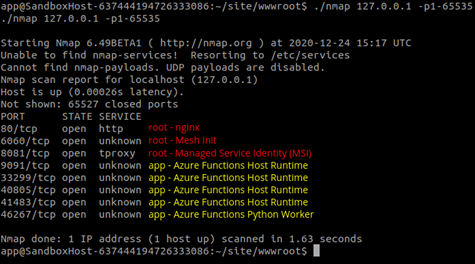 app@SandboxHost-637444194726333086:~/site/wwwroot$ ./nmap 127.0.0.1 -p1-65535
./nmap 127.0.0.1 -p1-65535
Starting Nmap 6.49BETA1 ( http://nmap.org ) at 2020-12-24 15:17 UTC
Unable to find nmap-services!  Resorting to /etc/services
Cannot find nmap-payloads. UDP payloads are disabled.
Nmap scan report for localhost (127.0.0.1)
Host is up (0.00026s latency).
Not shown: 65527 closed ports
PORT      STATE SERVICE
80/tcp    open  http    root - nginx
6060/tcp  open  unknown root - Mesh Init
8081/tcp  open  tproxy  root - Managed Service Identity (MSI)
9091/tcp  open  unknown app - Azure Functions Host Runtime
33299/tcp open  unknown app - Azure Functions Host Runtime
40805/tcp open  unknown app - Azure Functions Host Runtime
41483/tcp open  unknown app - Azure Functions Host Runtime
46267/tcp open  unknown app - Azure Functions Python Worker
Nmap done: 1 IP address (1 host up) scanned in 1.63 seconds
app@SandboxHost-637444194726333086:~/site/wwwroot$